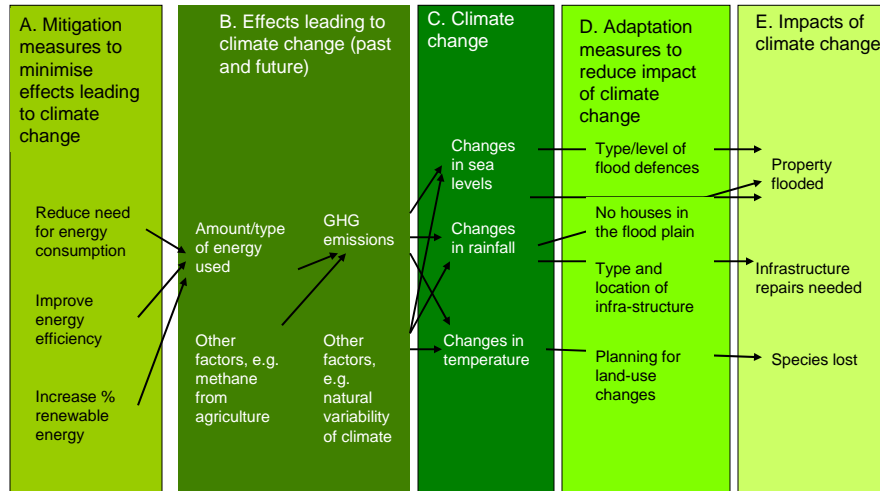 A. Mitigation
measures to
minimise
effects leading
to climate
change
Reduce need
for energy
consumption
Improve
energy
efficiency
Increase %
renewable
energy
B. Effects leading to
climate change (past
and future)
Amount/type
of energy
used
GHG
emissions
Other
factors, e.g.
methane
from
agriculture
Other
factors,
e.g.
natural
variability
of climate
C. Climate
change
Changes
in sea
levels
Changes
in rainfall
Changes in
temperature
D. Adaptation
measures to
reduce impact
of climate
change
Type/level of
flood defences
No houses in
the flood plain
Type and
location of
infra-structure
Planning for
land-use
changes
E. Impacts of
climate change
Property
flooded
Infrastructure
repairs needed
Species lost